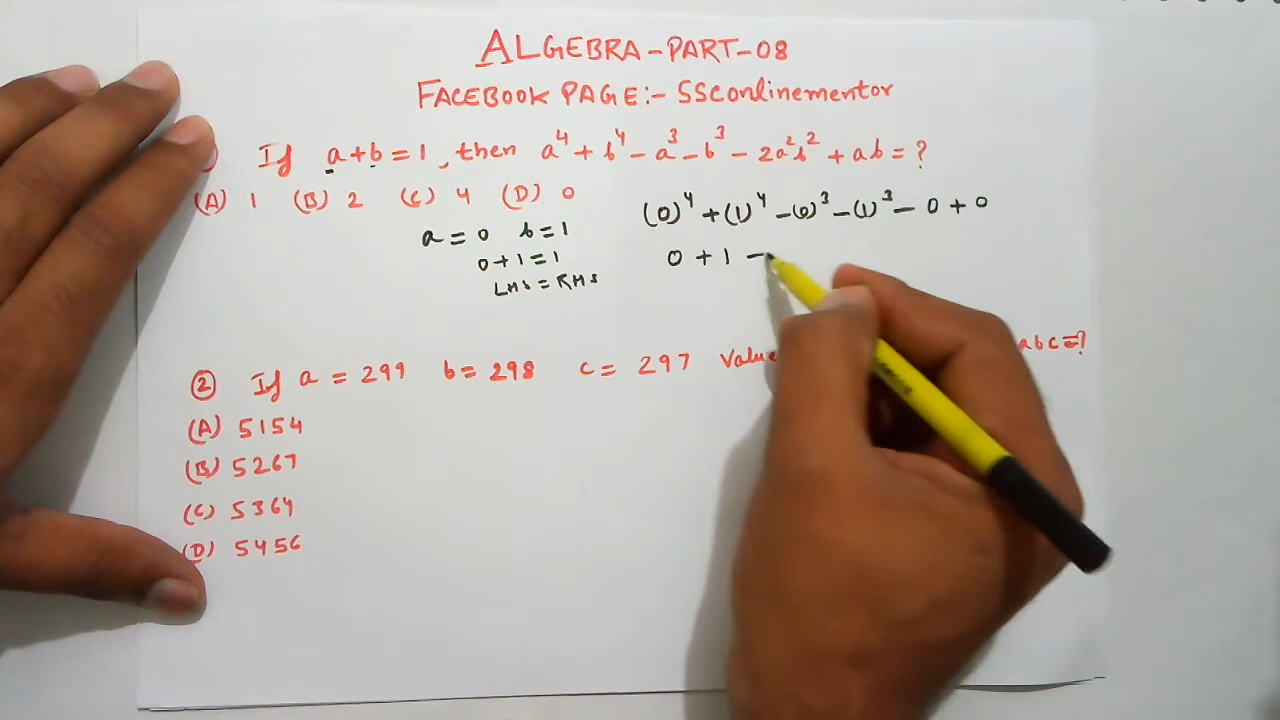 ALGEBRA-PART-08
FACEBOOK PAGE:- SSConlinementor
If a+b=1, then a⁴+b⁴-a³-b³-2a²b²+ab=?
(A) 1 (B) 2 (C) 4 (D) 0
(0)⁴+(1)⁴-(0)³-(1)³-0+0
a=0 b=1
0+1=1
0+1-
LHS=RHS
② If a=299 b=298 c=297 Value abc=?
(A) 5154
(B) 5267
(C) 5364
(D) 5456